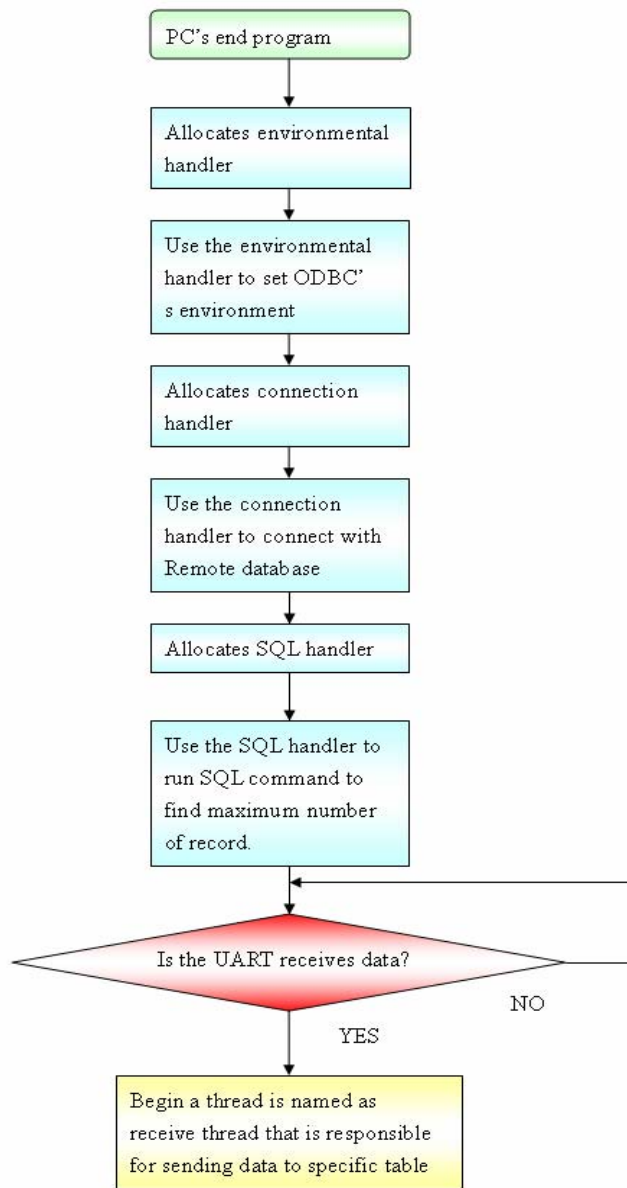 PC's end program
Allocates environmental
handler
Use the environmental
handler to set ODBC'
s environment
Allocates connection
handler
Use the connection
handler to connect with
Remote database
Allocates SQL handler
Use the SQL handler to
run SQL command to
find maximum number
of record.
Is the UART receives data?
NO
YES
Begin a thread is named as
receive thread that is responsible
for sending data to specific table